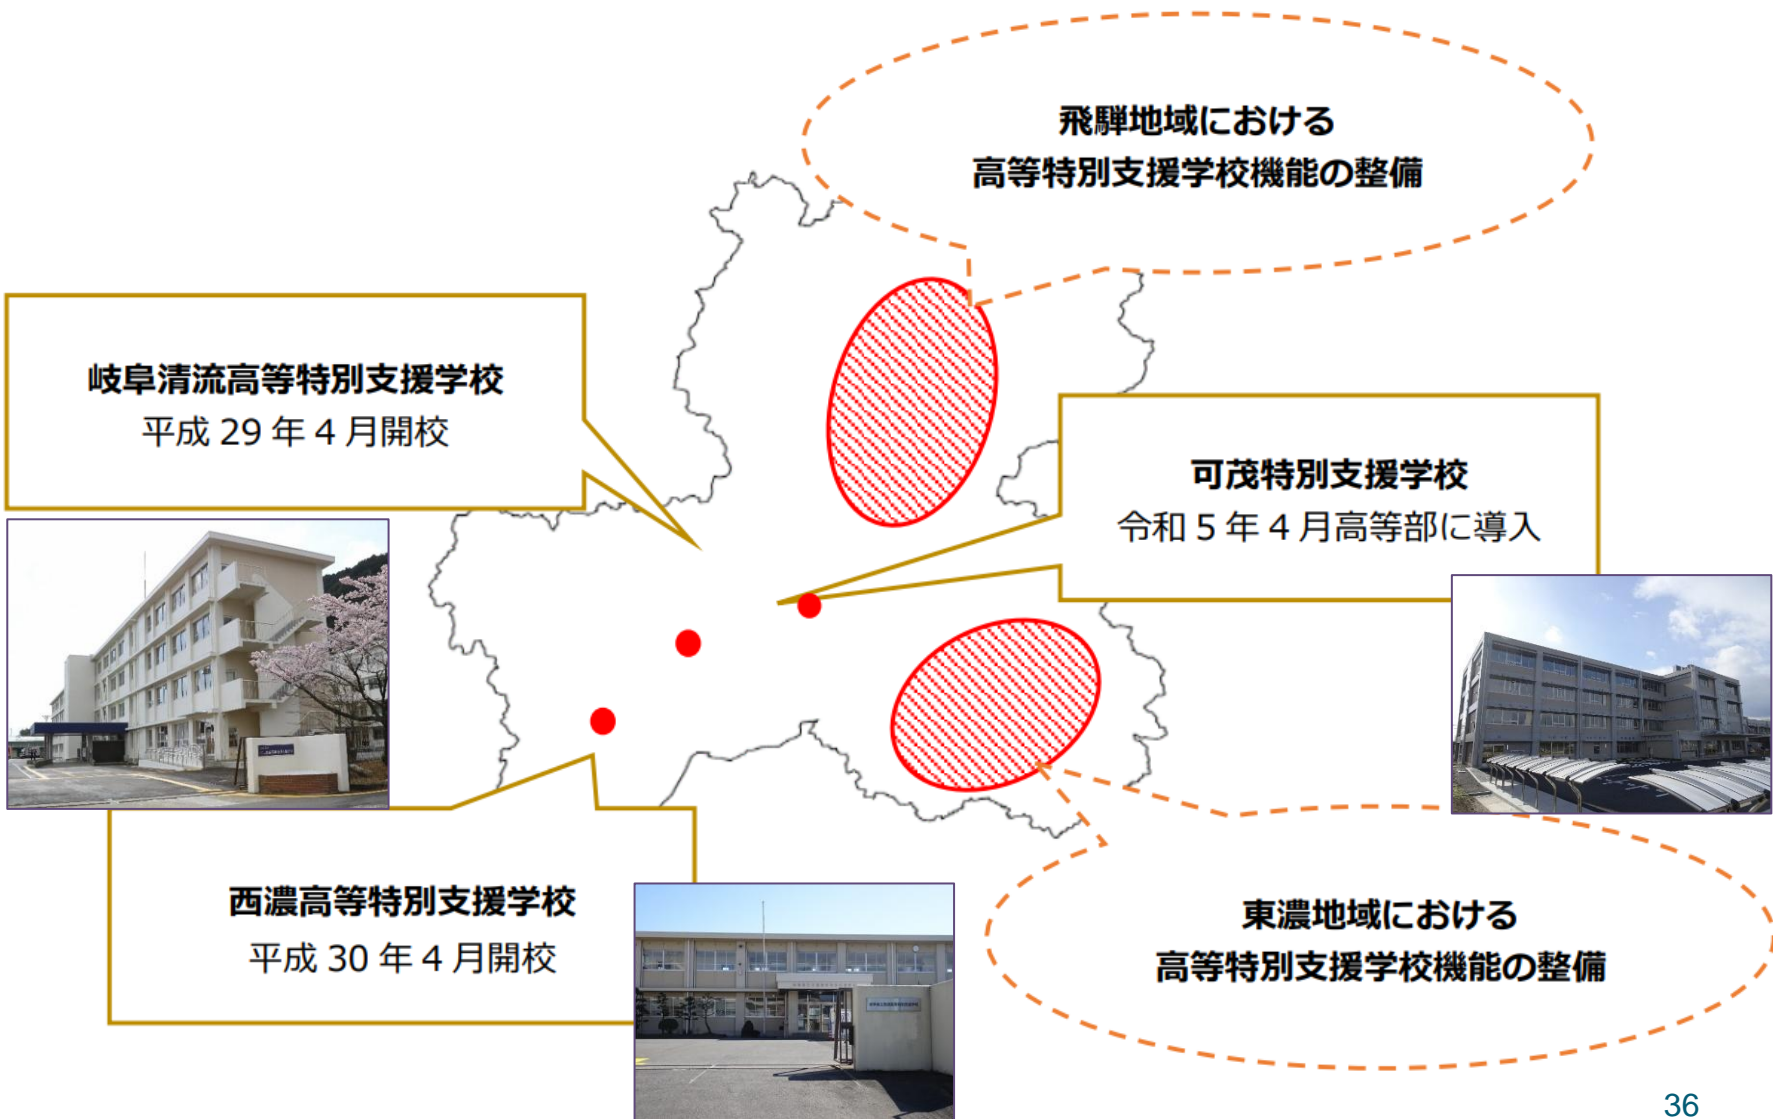 飛騨地域における
高等特別支援学校機能の整備
岐阜清流高等特別支援学校
平成 29 年 4 月開校
可茂特別支援学校
令和 5 年 4 月高等部に導入
西濃高等特別支援学校
平成 30 年 4 月開校
東濃地域における
高等特別支援学校機能の整備
36